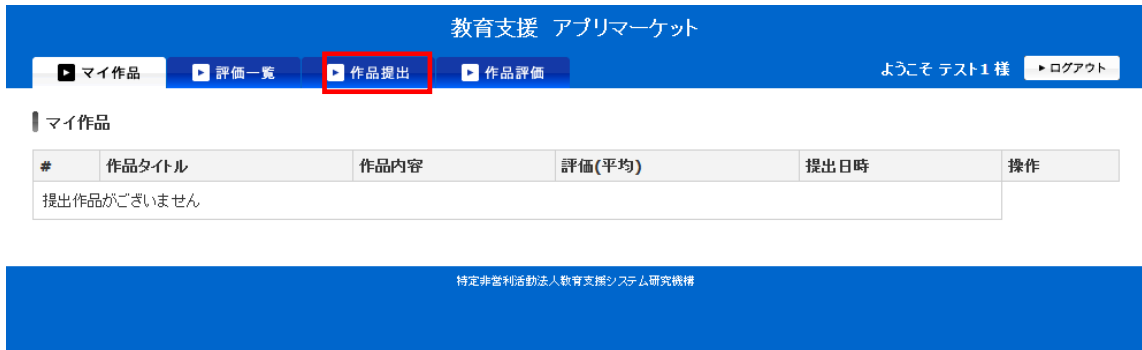 教育支援 アプリマーケット
マイ作品 評価一覧 作品提出 作品評価 ようこそ テスト1 様 ログアウト
マイ作品
# 作品タイトル 作品内容 評価(平均) 提出日時 操作
提出作品がございません
特定非営利活動法人教育支援システム研究機構